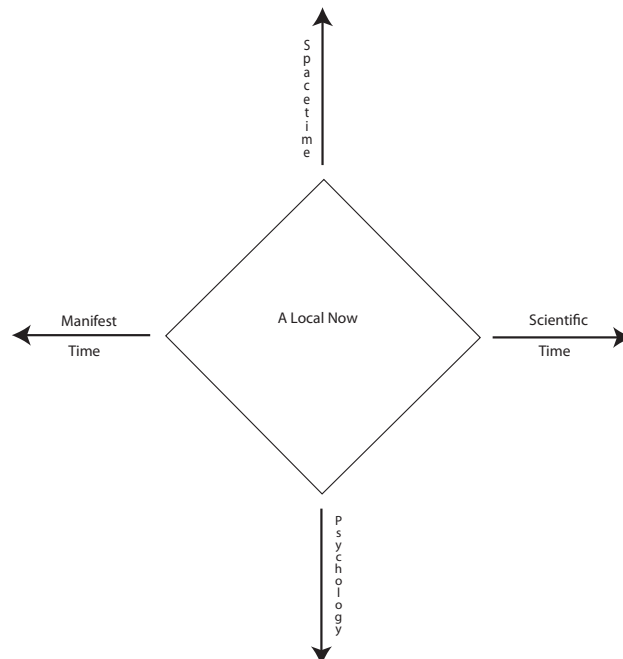 Spacetime
A Local Now
Manifest
Time
Scientific
Time
Psychology